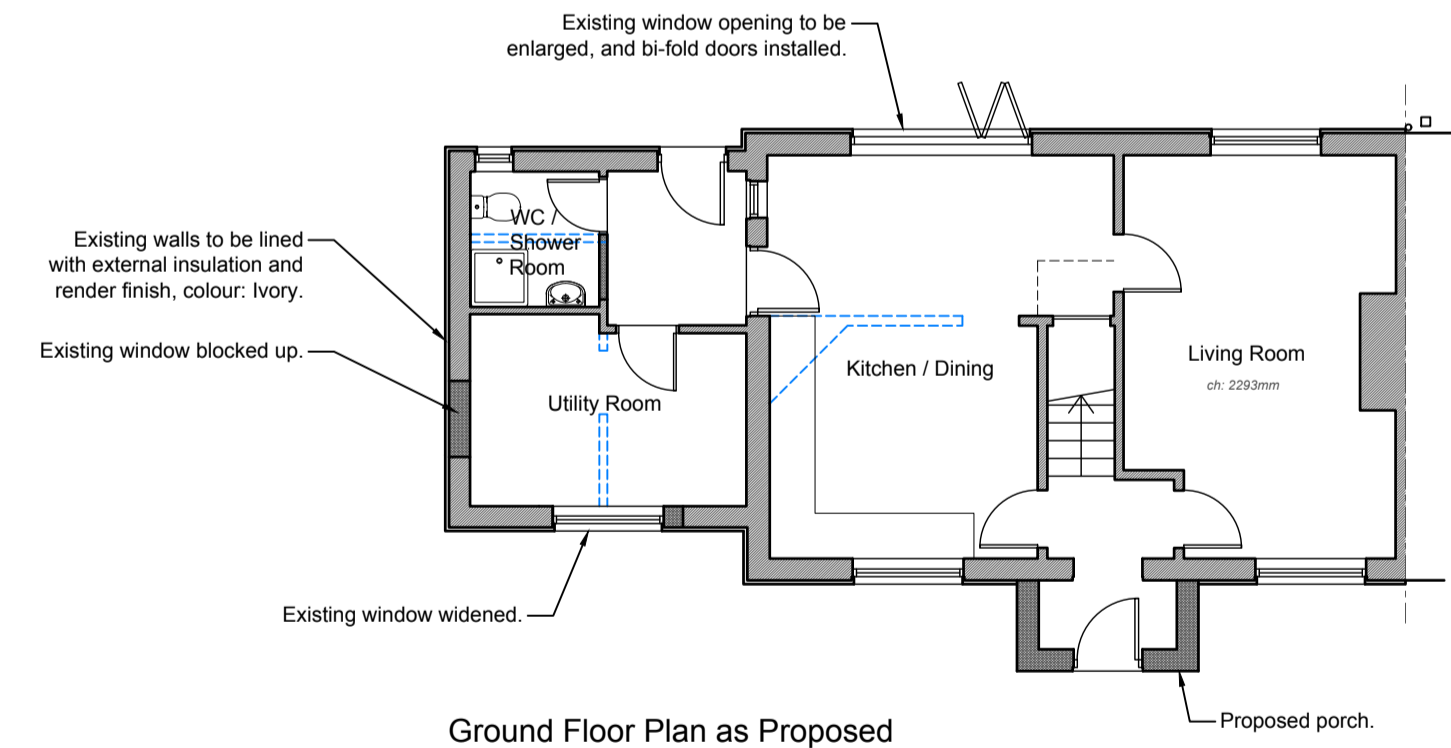 Existing window opening to be
enlarged, and bi-fold doors installed.
Existing walls to be lined
with external insulation and
render finish, colour: Ivory.
Existing window blocked up.
WC /
Shower
Room
Utility Room
Kitchen / Dining
Living Room
ch: 2293mm
Existing window widened.
Proposed porch.
Ground Floor Plan as Proposed